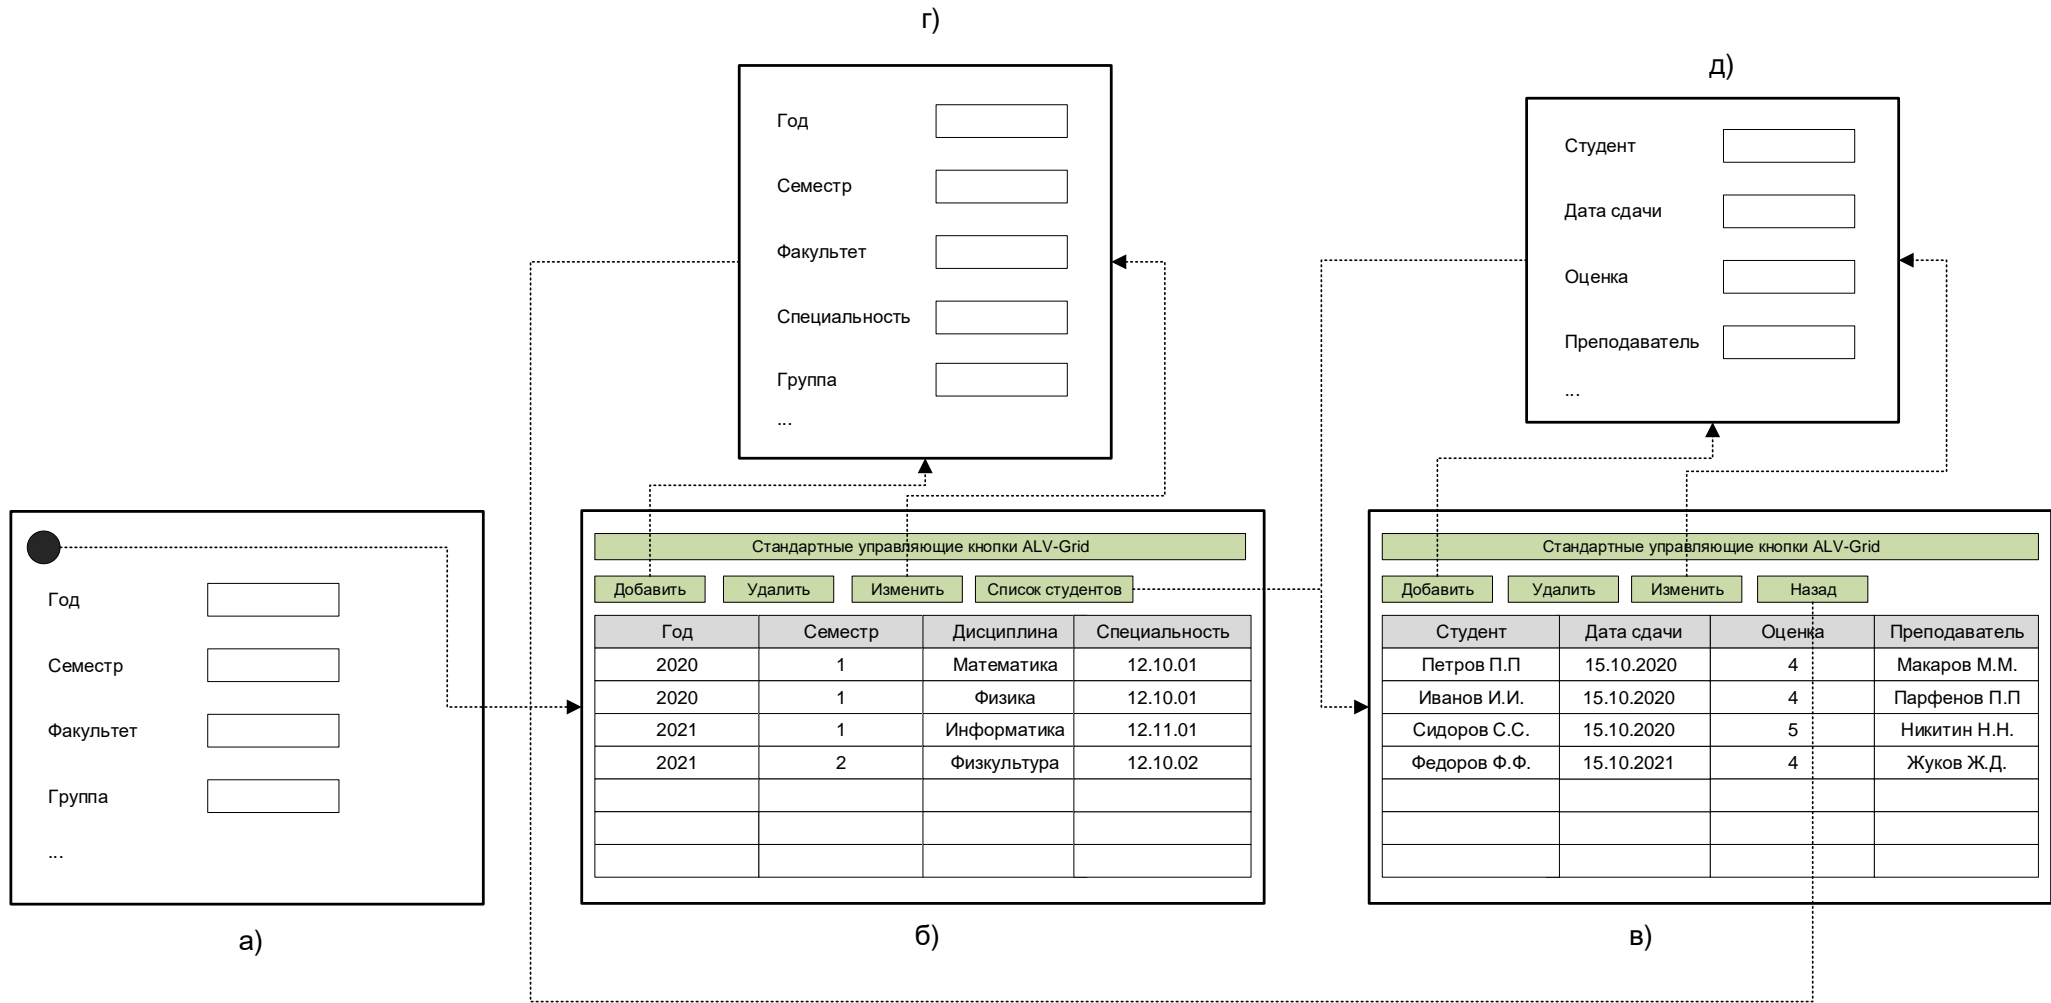 г)
Год
Семестр
Факультет
Специальность
Группа
...
д)
Студент
Дата сдачи
Оценка
Преподаватель
...
Год
Семестр
Факультет
Группа
...
а)
Стандартные управляющие кнопки ALV-Grid
Добавить Удалить Изменить Список студентов
Год Семестр Дисциплина Специальность
2020 1 Математика 12.10.01
2020 1 Физика 12.10.01
2021 1 Информатика 12.11.01
2021 2 Физкультура 12.10.02
б)
Стандартные управляющие кнопки ALV-Grid
Добавить Удалить Изменить Назад
Студент Дата сдачи Оценка Преподаватель
Петров П.П 15.10.2020 4 Макаров М.М.
Иванов И.И. 15.10.2020 4 Парфенов П.П
Сидоров С.С. 15.10.2020 5 Никитин Н.Н.
Федоров Ф.Ф. 15.10.2021 4 Жуков Ж.Д.
в)